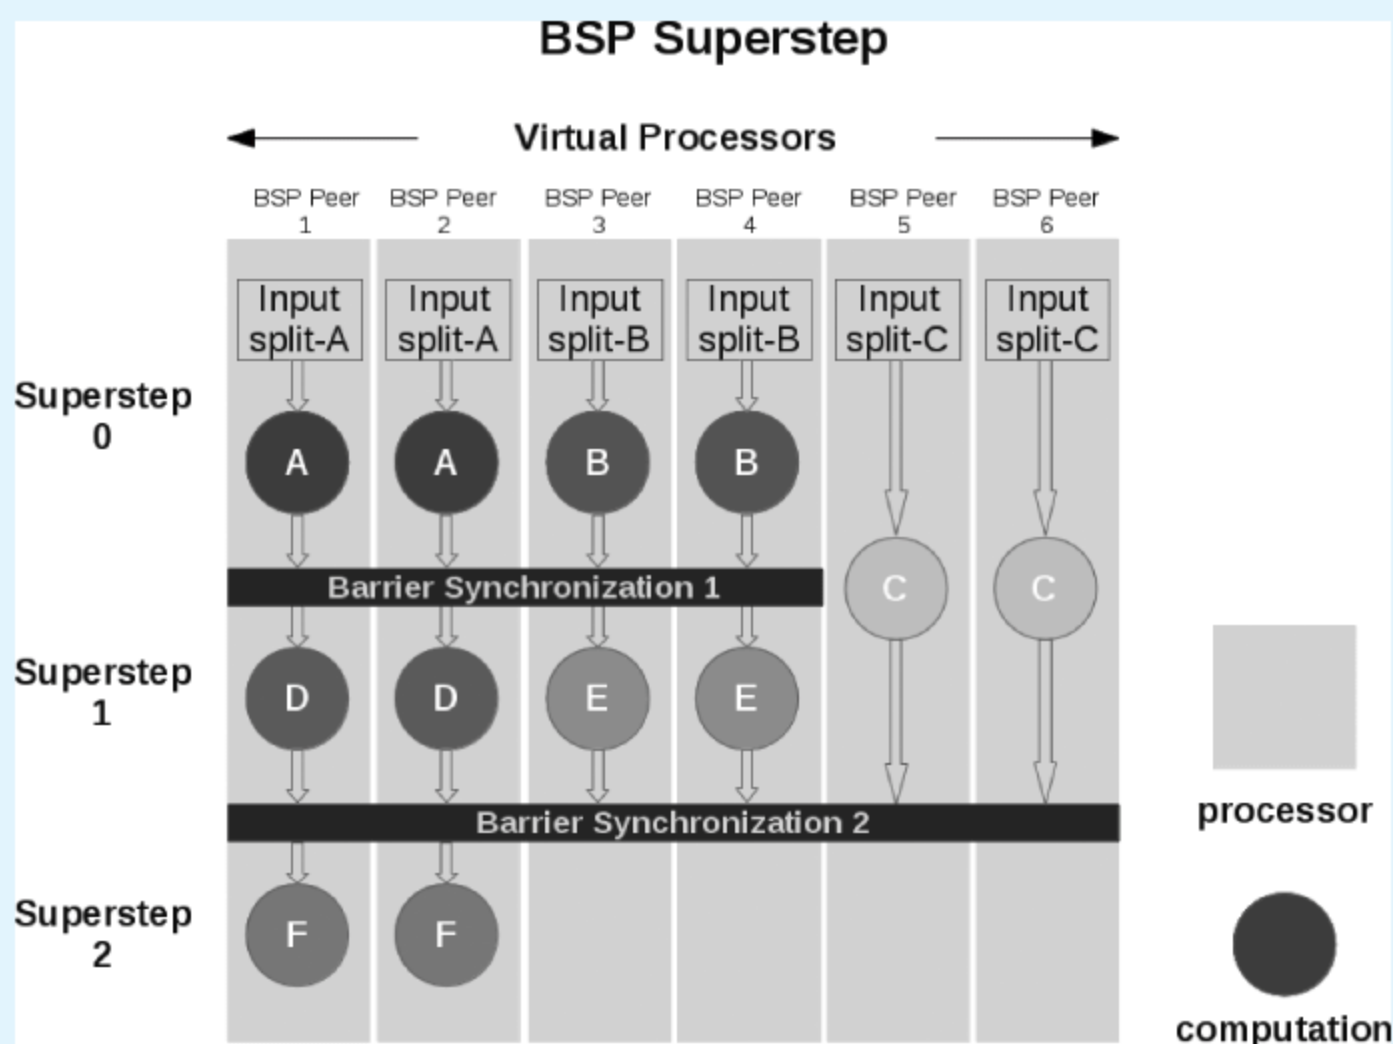 BSP Superstep
Virtual Processors
BSP Peer
1
BSP Peer
2
BSP Peer
3
BSP Peer
4
BSP Peer
5
BSP Peer
6
Input
split-A
Input
split-A
Input
split-B
Input
split-B
Input
split-C
Input
split-C
Superstep
0
A
A
B
B
Barrier Synchronization 1
C
C
Superstep
1
D
D
E
E
processor
Barrier Synchronization 2
Superstep
2
F
F
computation